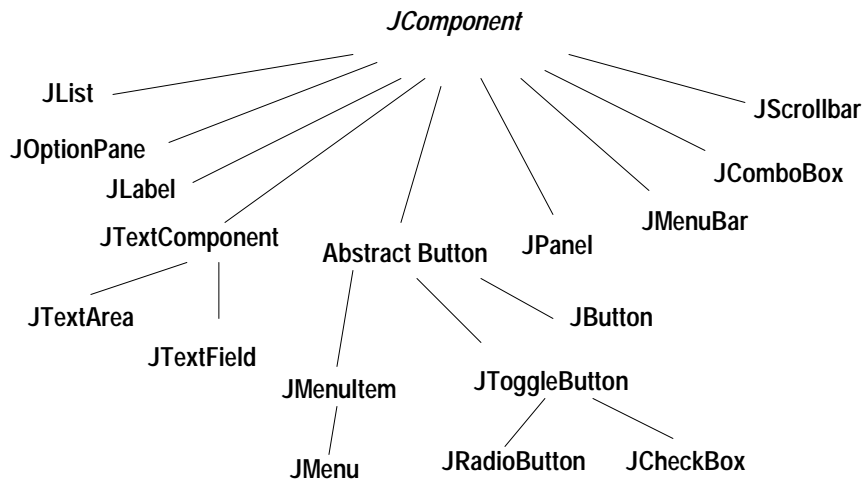 JComponent
JList
JScrollbar
JOptionPane
JComboBox
JLabel
JMenuBar
JTextComponent
JPanel
Abstract Button
JTextArea
JButton
JTextField
JToggleButton
JMenuItem
JRadioButton
JCheckBox
JMenu